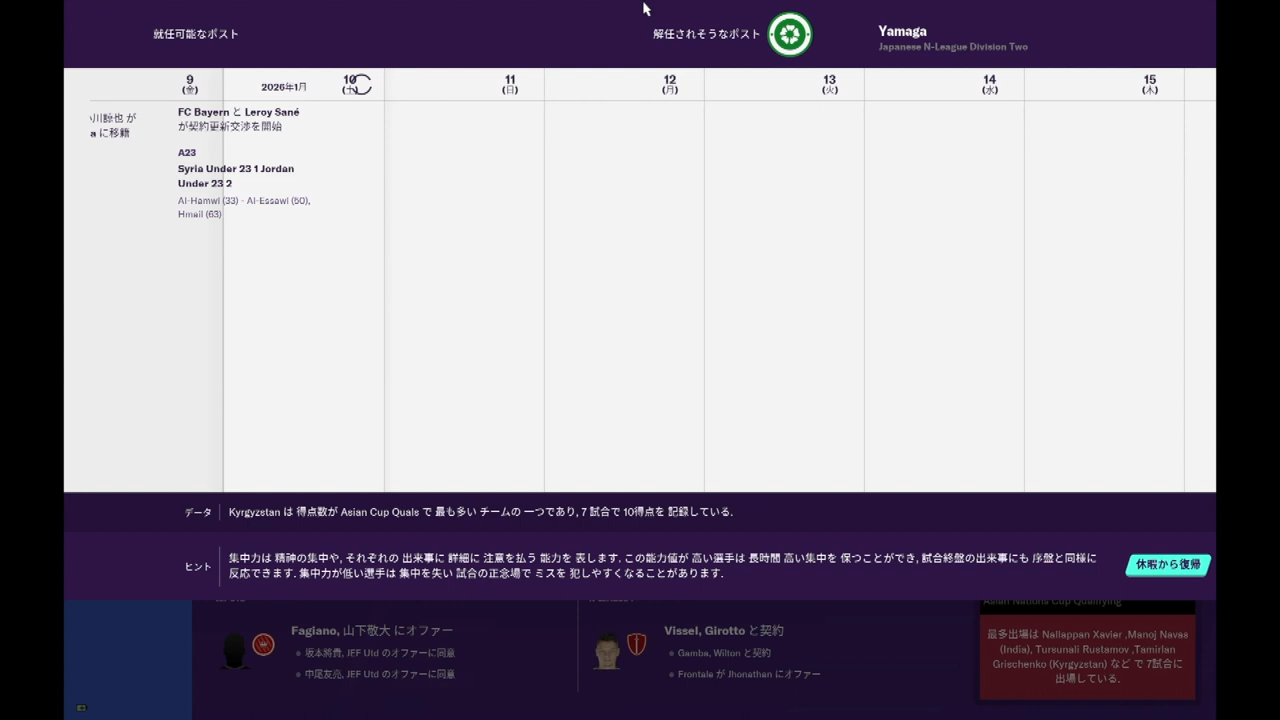 就任可能なポスト
解任されそうなポスト
Yamaga
Japanese N-League Division Two
9
(金)
2026年1月
10
(土)
11
(日)
12
(月)
13
(火)
14
(水)
15
(木)
川諒也 が
a に移籍
FC Bayern と Leroy Sané
が契約更新交渉を開始
A23
Syria Under 23 1 Jordan
Under 23 2
Al-Hamwi (33) - Al-Essawi (50),
Hmail (63)
データ
Kyrgyzstan は 得点数が Asian Cup Quals で 最も多い チームの 一つであり, 7 試合で 10得点を 記録している.
ヒント
集中力は 精神の集中や, それぞれの 出来事に 詳細に 注意を払う 能力を 表します. この能力値が 高い選手は 長時間 高い集中を 保つことができ, 試合終盤の出来事にも 序盤と同様に
反応できます. 集中力が低い選手は 集中を失い 試合の正念場で ミスを 犯しやすくなることがあります.
休暇から復帰
Asian Nations Cup Qualifying
Fagiano, 山下敬大 にオファー
坂本將貴, JEF Utd のオファーに同意
中尾友亮, JEF Utd のオファーに同意
Vissel, Girotto と契約
Gamba, Wilton と契約
Frontale が Jhonathan にオファー
最多出場は Nallappan Xavier ,Manoj Navas
(India), Tursunali Rustamov ,Tamirlan
Grischenko (Kyrgyzstan) など で 7試合に
出場している.